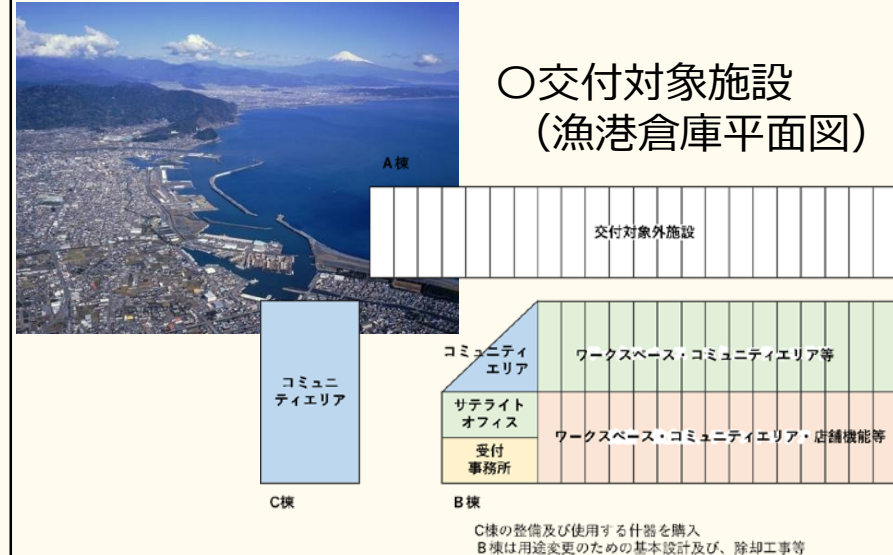 〇交付対象施設
（漁港倉庫平面図）
A棟
交付対象外施設
コミュニ
ティエリア
コミュニティ
エリア
ワークスペース・コミュニティエリア等
サテライト
オフィス
ワークスペース・コミュニティエリア・店舗機能等
受付
事務所
C棟
B棟
C棟の整備及び使用する什器を購入
B棟は用途変更のための基本設計及び、除却工事等